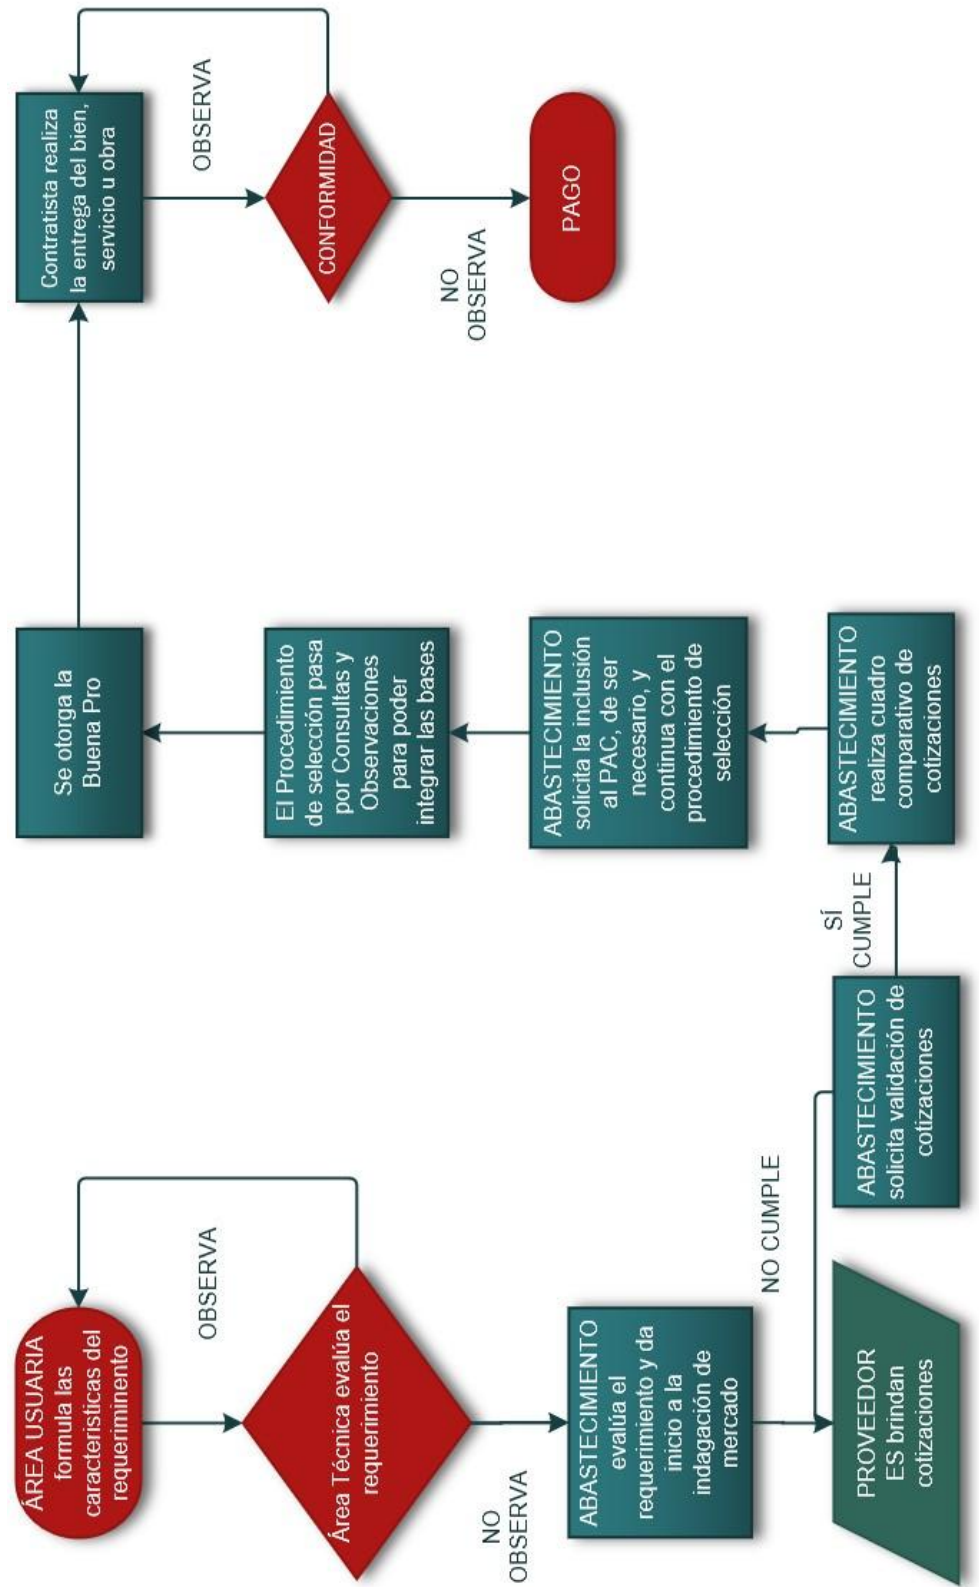 ÁREA USUARIA
formula las
caracteristicas del
requeriminento
OBSERVA
Área Técnica evalúa el
requerimiento
NO
OBSERVA
ABASTECIMIENTO
evalúa el
requerimiento y da
inicio a la
indagación de
mercado
NO CUMPLE
PROVEEDOR
ES brindan
cotizaciones
ABASTECIMIENTO
solicita validación de
cotizaciones
SÍ
CUMPLE
ABASTECIMIENTO
realiza cuadro
comparativo de
cotizaciones
ABASTECIMIENTO
solicita la inclusión
al PAC, de ser
necesario, y
continua con el
procedimiento de
selección
El Procedimiento
de selección pasa
por Consultas y
Observaciones
para poder
integrar las bases
Se otorga la
Buena Pro
Contratista realiza
la entrega del bien,
servicio u obra
OBSERVA
CONFORMIDAD
NO
OBSERVA
PAGO